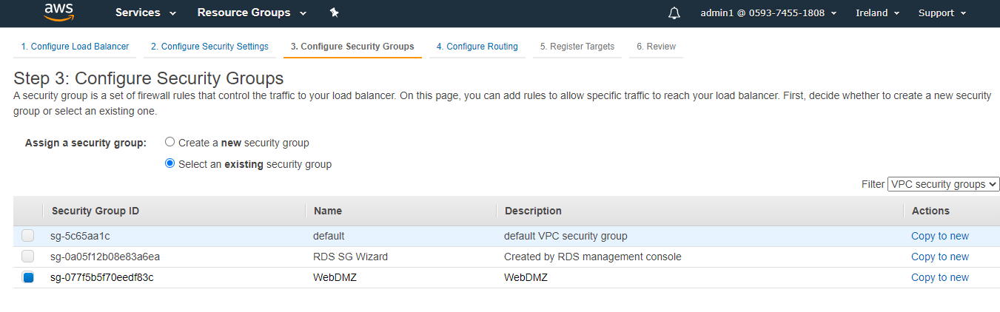 aws Services Resource Groups admin1 @ 0593-7455-1808 Ireland Support
1. Configure Load Balancer 2. Configure Security Settings 3. Configure Security Groups 4. Configure Routing 5. Register Targets 6. Review
Step 3: Configure Security Groups
A security group is a set of firewall rules that control the traffic to your load balancer. On this page, you can add rules to allow specific traffic to reach your load balancer. First, decide whether to create a new security
group or select an existing one.
Assign a security group: Create a new security group
Select an existing security group
Filter VPC security groups
Security Group ID Name Description Actions
sg-5c65aa1c default default VPC security group Copy to new
sg-0a05f12b08e83a6ea RDS SG Wizard Created by RDS management console Copy to new
sg-077f5b5f70eedf83c WebDMZ WebDMZ Copy to new